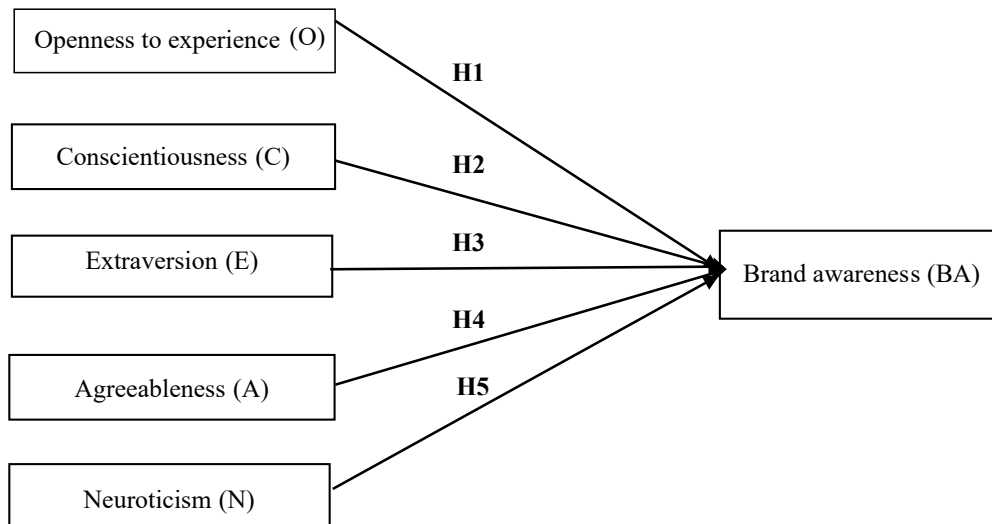 Openness to experience (O)
H1
Conscientiousness (C)
H2
Extraversion (E)
H3
Brand awareness (BA)
H4
Agreeableness (A)
H5
Neuroticism (N)